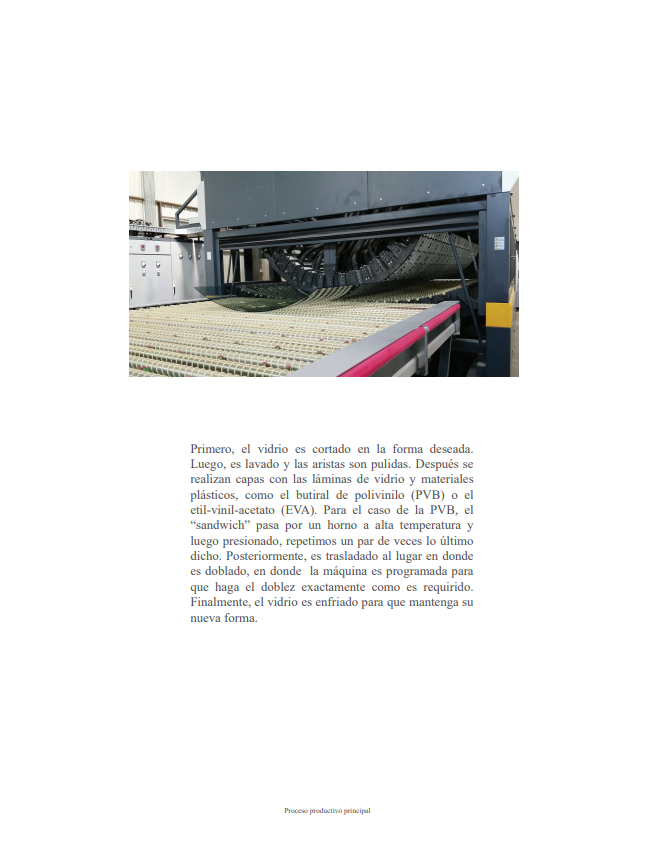 Primero, el vidrio es cortado en la forma deseada.
Luego, es lavado y las aristas son pulidas. Después se
realizan capas con las láminas de vidrio y materiales
plásticos, como el butiral de polivinilo (PVB) o el
etil-vinil-acetato (EVA). Para el caso de la PVB, el
“sandwich” pasa por un horno a alta temperatura y
luego presionado, repetimos un par de veces lo último
dicho. Posteriormente, es trasladado al lugar en donde
es doblado, en donde  la máquina es programada para
que haga el doblez exactamente como es requirido.
Finalmente, el vidrio es enfriado para que mantenga su
nueva forma.
Proceso productivo principal